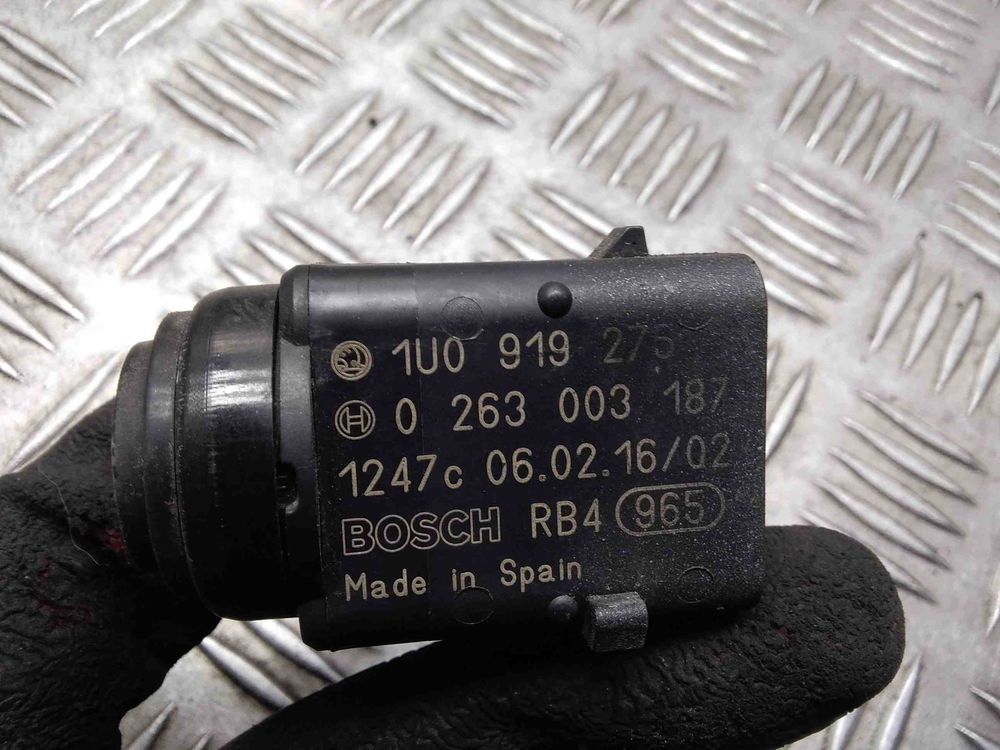 1U0 919 275
0 263 003 187
1247c 06.02.16/02
BOSCH RB4 965
Made in Spain